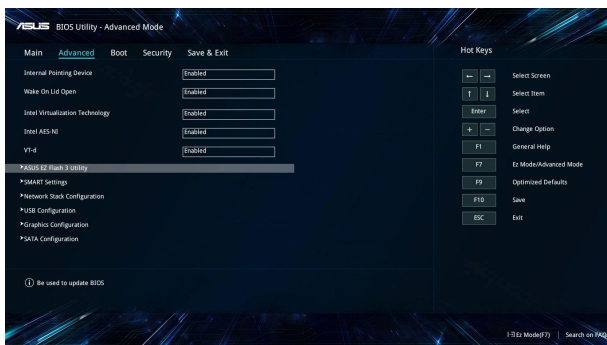 ASUS BIOS Utility - Advanced Mode
Main Advanced Boot Security Save & Exit
Internal Pointing Device Enabled
Wake On Lid Open Enabled
Intel Virtualization Technology Enabled
Intel AES-NI Enabled
VT-d Enabled
ASUS EZ Flash 3 Utility
SMART Settings
Network Stack Configuration
USB Configuration
Graphics Configuration
SATA Configuration
Be used to update BIOS
Hot Keys
← → Select Screen
↑ ↓ Select Item
Enter Select
+ − Change Option
F1 General Help
F7 Ez Mode/Advanced Mode
F9 Optimized Defaults
F10 Save
ESC Exit
Ez Mode(F7) | Search on FAQ